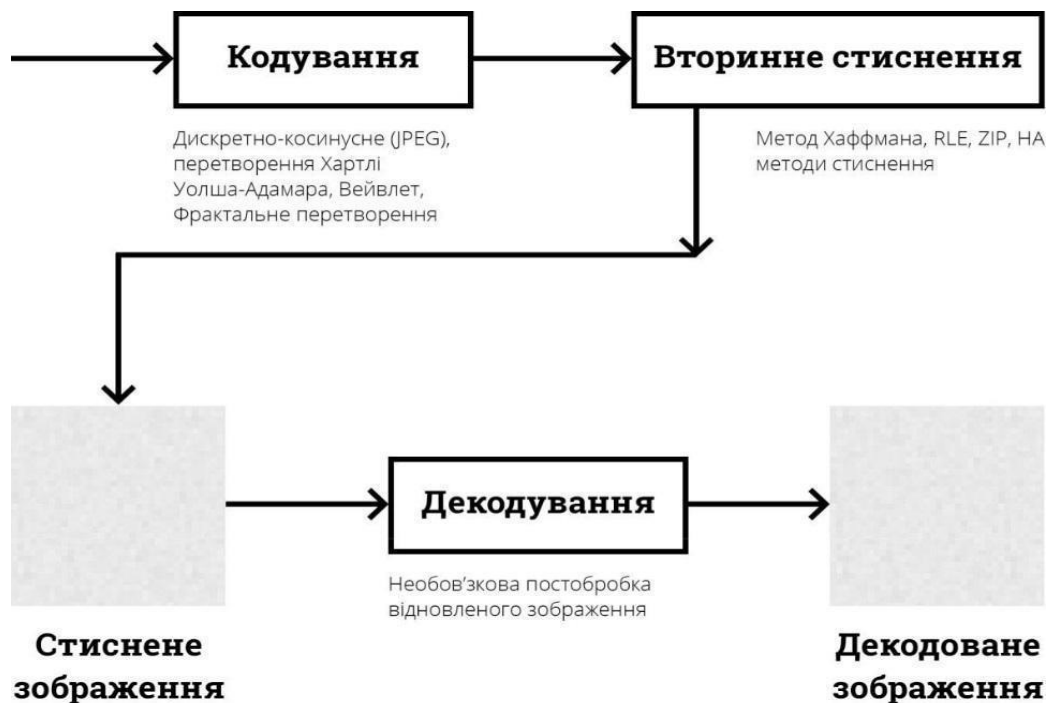 Кодування
Вторинне стиснення
Дискретно-косинусне (JPEG),
перетворення Хартлі
Уолша-Адамара, Вейвлет,
Фрактальне перетворення
Метод Хаффмана, RLE, ZIP, HA
методи стиснення
Декодування
Необов’зкова постобробка
відновленого зображення
Стиснене
зображення
Декодоване
зображення